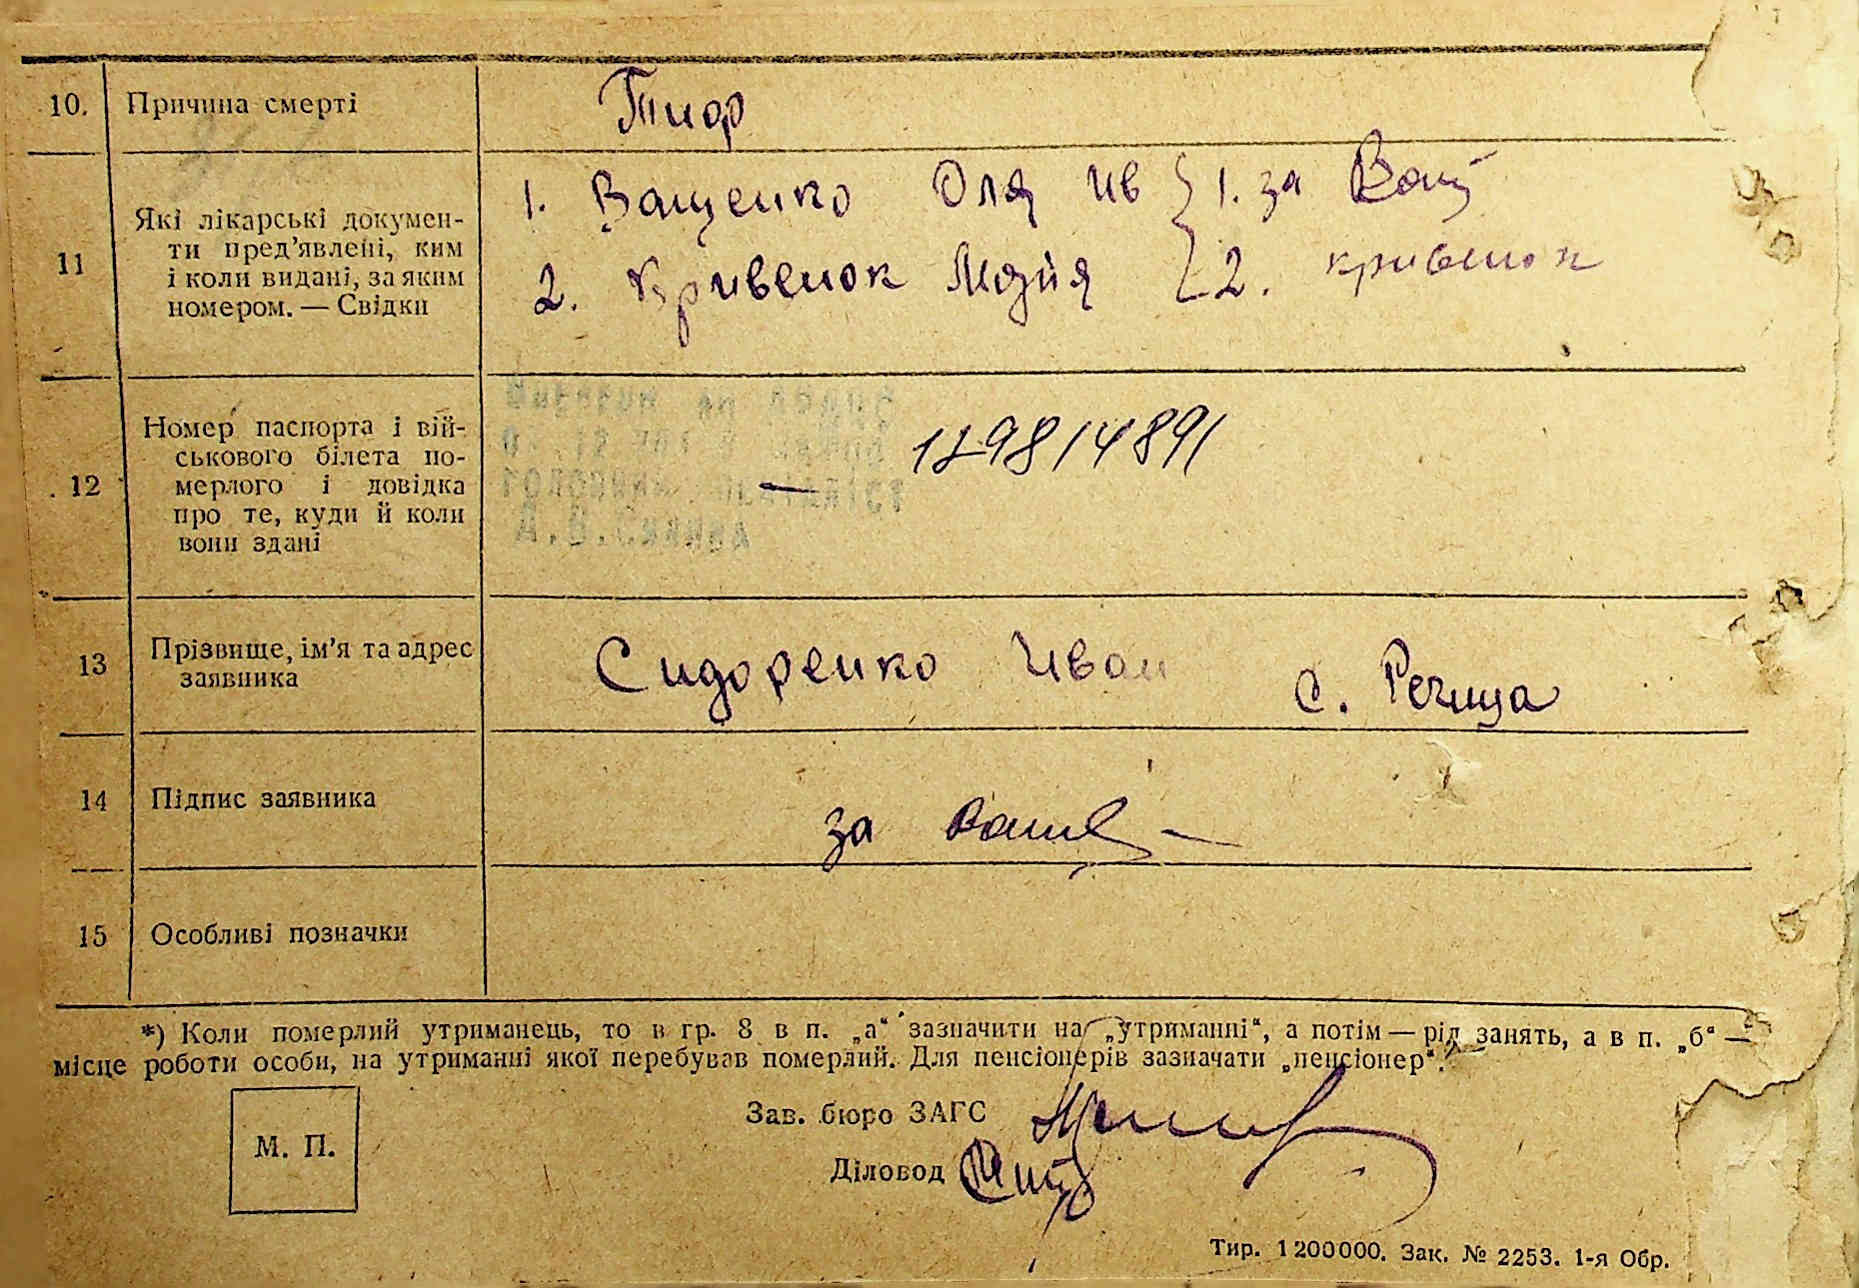 10. Причина смерті Тиф
11 Які лікарські докумен-
ти пред’явлені, ким
і коли видані, за яким
номером. — Свідки
1. Ващенко Оля Ив 1. за Ващ
2. Кривенок Мария 2. кривенок
12 Номер паспорта і вій-
ськового білета по-
мерлого і довідка
про те, куди й коли
вони здані
—
13 Прізвище, ім’я та адрес
заявника
Сидоренко Иван с. Речица
14 Підпис заявника за
15 Особливі позначки
*) Коли померлий утриманець, то в гр. 8 в п. „а“ зазначити на „утриманні“, а потім — рід занять, а в п. „б“ —
місце роботи особи, на утриманні якої перебував померлий. Для пенсіонерів зазначати „пенсіонер“.
М. П.
Зав. бюро ЗАГС
Діловод
Тир. 1200000. Зак. № 2253. 1-я Обр.